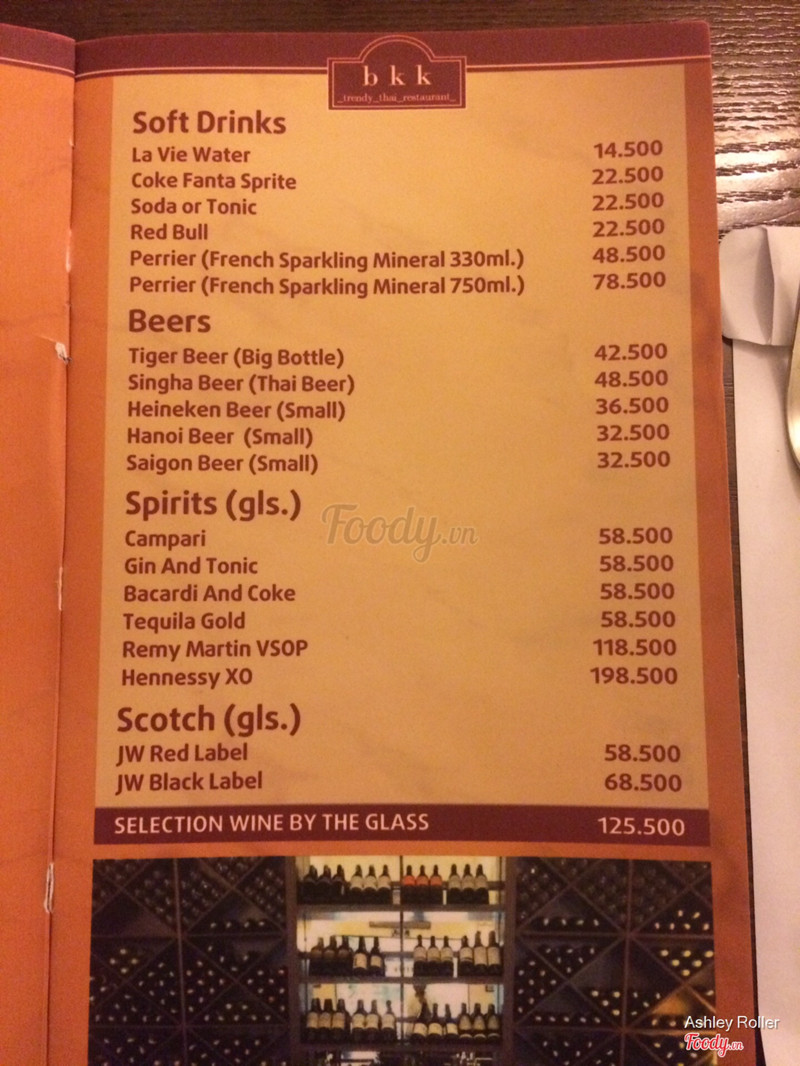 bkk
_trendy_thai_restaurant_
Soft Drinks
La Vie Water 14.500
Coke Fanta Sprite 22.500
Soda or Tonic 22.500
Red Bull 22.500
Perrier (French Sparkling Mineral 330ml.) 48.500
Perrier (French Sparkling Mineral 750ml.) 78.500
Beers
Tiger Beer (Big Bottle) 42.500
Singha Beer (Thai Beer) 48.500
Heineken Beer (Small) 36.500
Hanoi Beer (Small) 32.500
Saigon Beer (Small) 32.500
Spirits (gls.)
Foody.vn
Campari 58.500
Gin And Tonic 58.500
Bacardi And Coke 58.500
Tequila Gold 58.500
Remy Martin VSOP 118.500
Hennessy XO 198.500
Scotch (gls.)
JW Red Label 58.500
JW Black Label 68.500
SELECTION WINE BY THE GLASS 125.500
Ashley Roller
Foody.vn